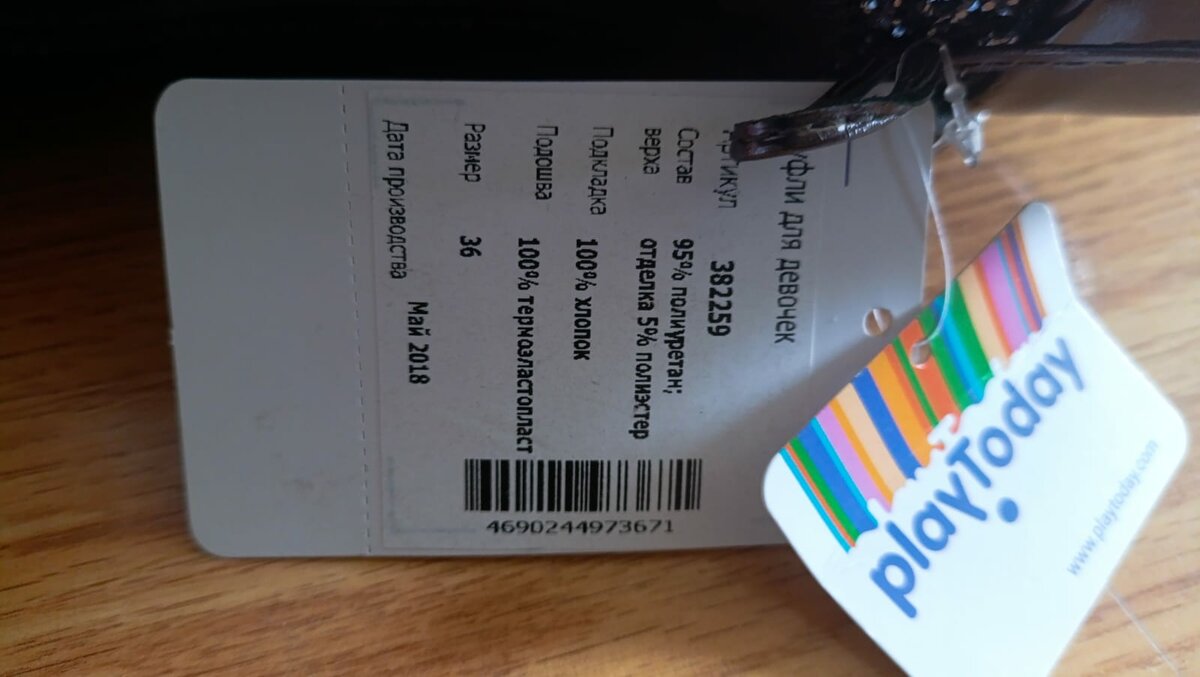 уфли для девочек
Артикул 382259
Состав верха 95% полиуретан; отделка 5% полиэстер
Подкладка 100% хлопок
Подошва 100% термоэластопласт
Размер 36
Дата производства Май 2018
4690244973671
playToday
www.playtoday.com